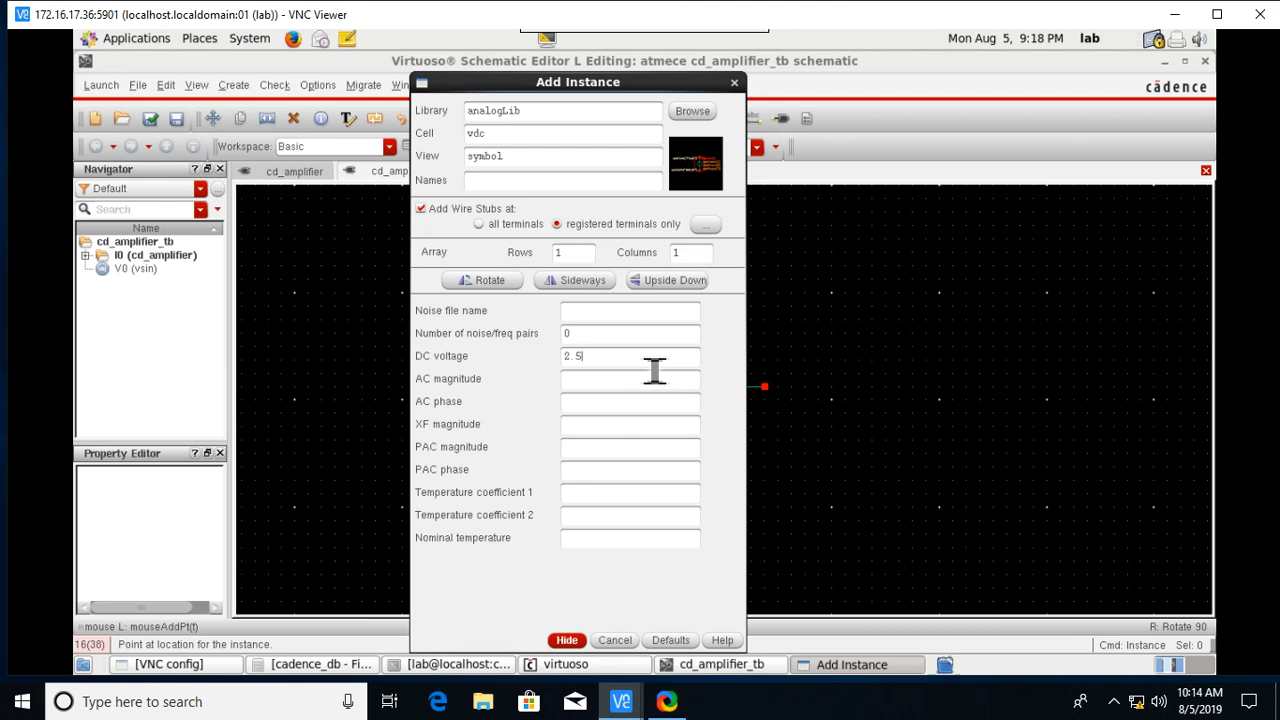 172.16.17.36:5901 (localhost.localdomain:01 (lab)) - VNC Viewer
Applications Places System Mon Aug 5, 9:18 PM lab
Virtuoso® Schematic Editor L Editing: atmece cd_amplifier_tb schematic
Add Instance
Launch File Edit View Create Check Options Migrate Win
cādence
Library analogLib Browse
Cell vdc
View symbol
Names
Workspace: Basic
Navigator
cd_amplifier cd_amp
Default
Search
Name
cd_amplifier_tb
I0 (cd_amplifier)
V0 (vsin)
Add Wire Stubs at:
all terminals registered terminals only ...
Array Rows 1 Columns 1
Rotate Sideways Upside Down
Noise file name
Number of noise/freq pairs 0
DC voltage 2.5
AC magnitude
AC phase
XF magnitude
PAC magnitude
PAC phase
Temperature coefficient 1
Temperature coefficient 2
Nominal temperature
Property Editor
Hide Cancel Defaults Help
mouse L: mouseAddPt(t) R: Rotate 90
16(38) Point at location for the instance. Cmd: Instance Sel: 0
[VNC config] [cadence_db - Fi... [lab@localhost:c... virtuoso cd_amplifier_tb Add Instance
Type here to search
10:14 AM
8/5/2019